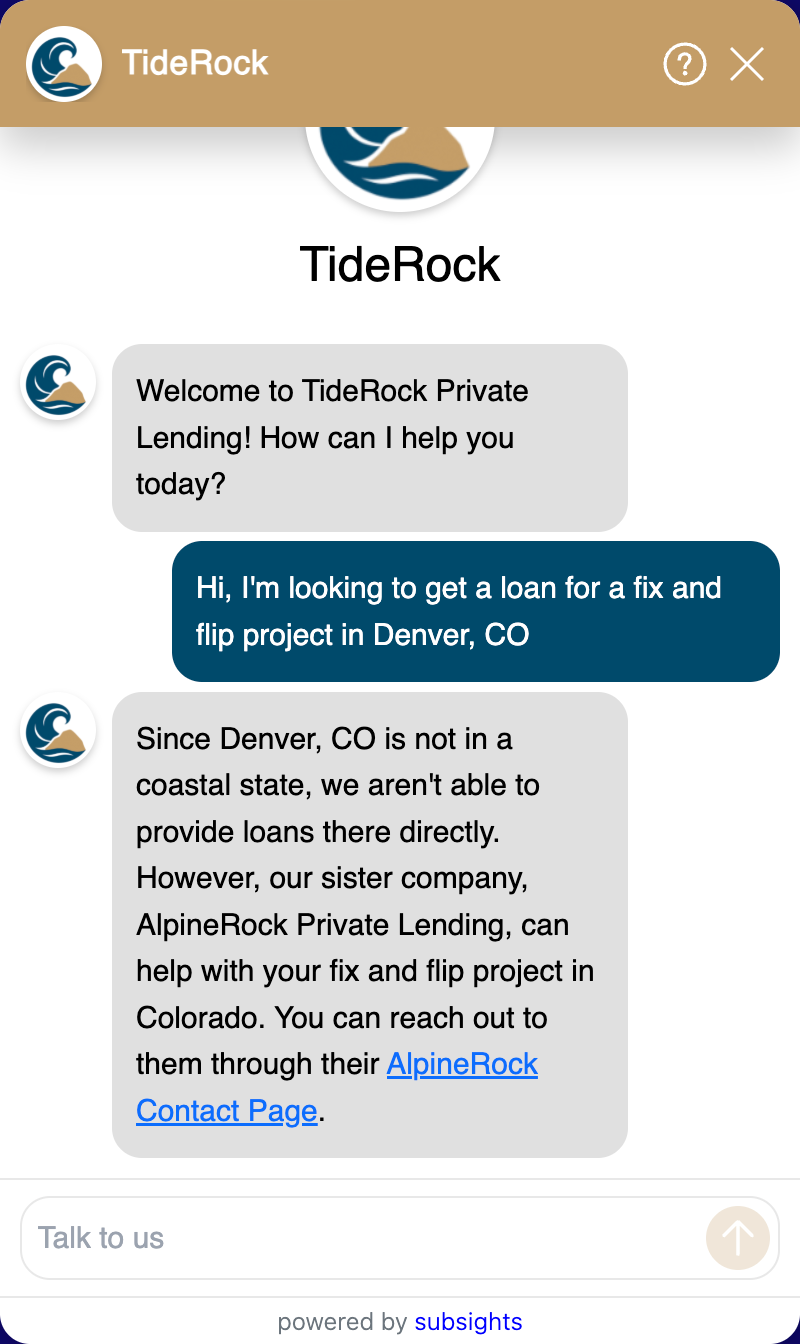 TideRock
?
TideRock
Welcome to TideRock Private
Lending! How can I help you
today?
Hi, I'm looking to get a loan for a fix and
flip project in Denver, CO
Since Denver, CO is not in a
coastal state, we aren't able to
provide loans there directly.
However, our sister company,
AlpineRock Private Lending, can
help with your fix and flip project in
Colorado. You can reach out to
them through their AlpineRock
Contact Page.
Talk to us
powered by subsights